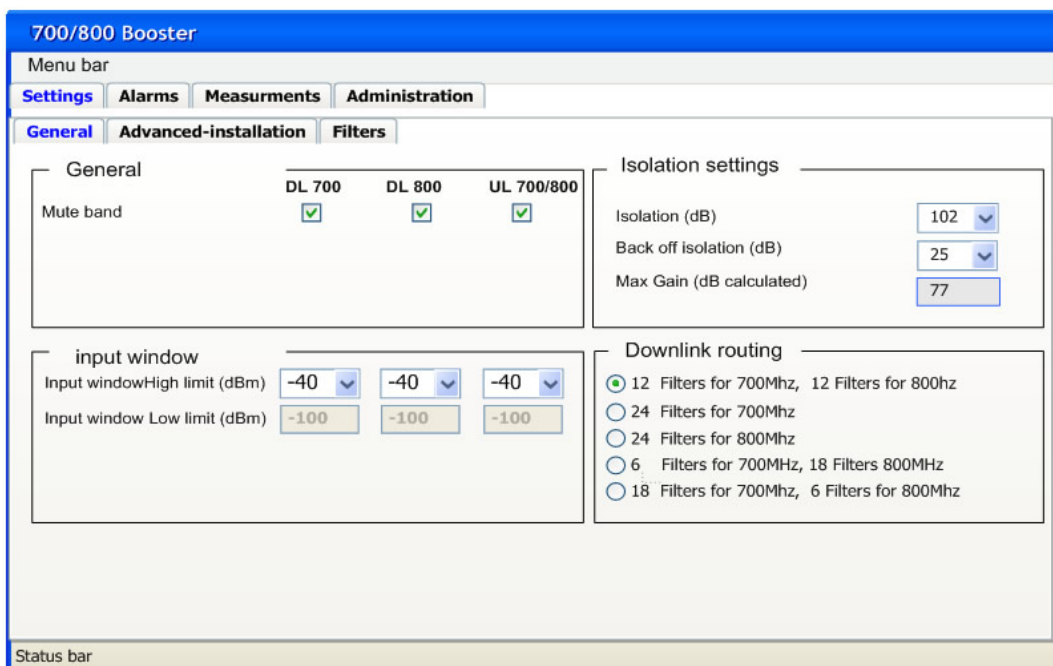 700/800 Booster
Menu bar
Settings Alarms Measurments Administration
General Advanced-installation Filters
General
DL 700 DL 800 UL 700/800
Mute band
Isolation settings
Isolation (dB) 102
Back off isolation (dB) 25
Max Gain (dB calculated) 77
input window
Input windowHigh limit (dBm) -40 -40 -40
Input window Low limit (dBm) -100 -100 -100
Downlink routing
12 Filters for 700Mhz, 12 Filters for 800hz
24 Filters for 700Mhz
24 Filters for 800Mhz
6 Filters for 700MHz, 18 Filters 800MHz
18 Filters for 700Mhz, 6 Filters for 800Mhz
Status bar